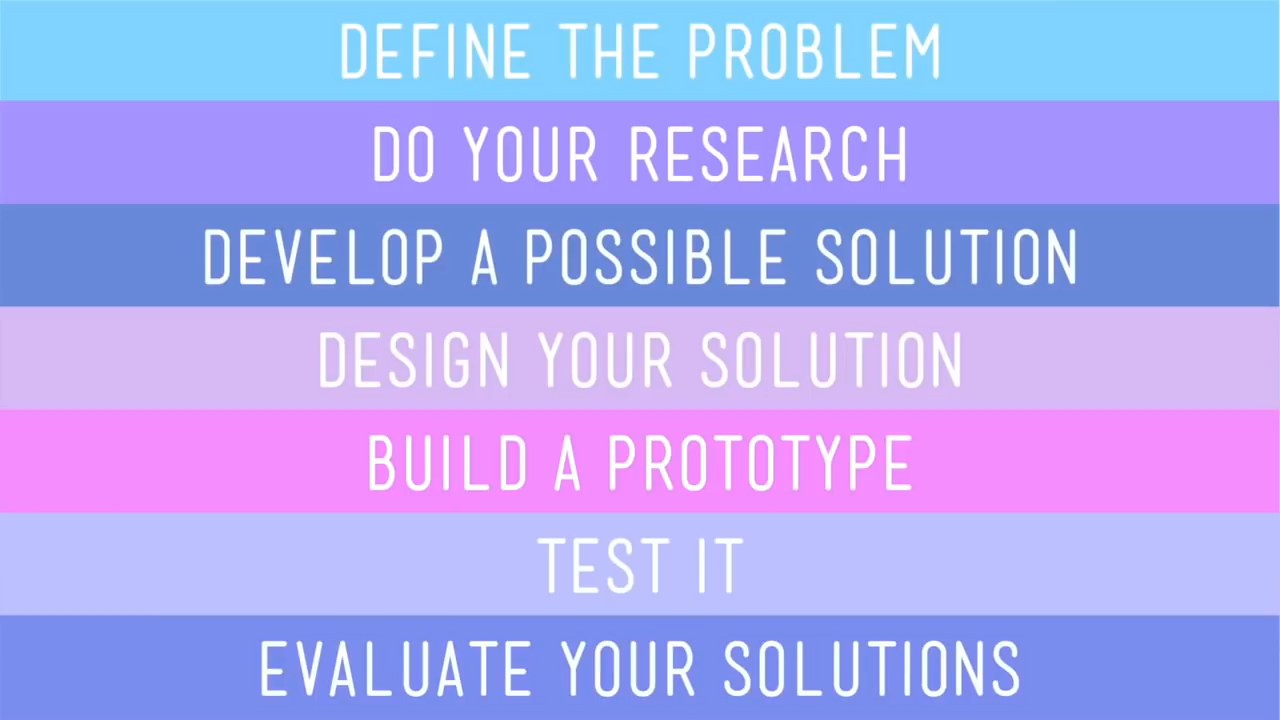 DEFINE THE PROBLEM
DO YOUR RESEARCH
DEVELOP A POSSIBLE SOLUTION
DESIGN YOUR SOLUTION
BUILD A PROTOTYPE
TEST IT
EVALUATE YOUR SOLUTIONS